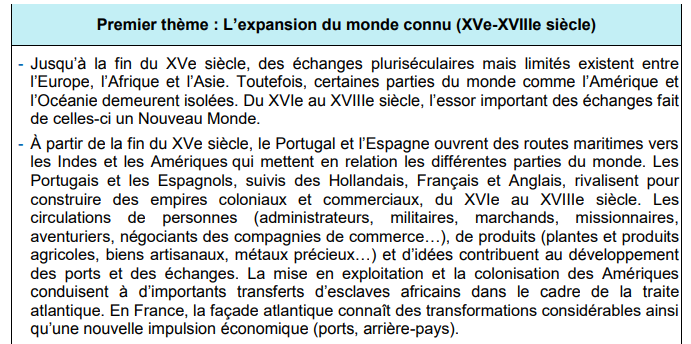 Premier thème : L’expansion du monde connu (XVe-XVIIIe siècle)
- Jusqu’à la fin du XVe siècle, des échanges pluriséculaires mais limités existent entre
l’Europe, l’Afrique et l’Asie. Toutefois, certaines parties du monde comme l’Amérique et
l’Océanie demeurent isolées. Du XVIe au XVIIIe siècle, l’essor important des échanges fait
de celles-ci un Nouveau Monde.
- À partir de la fin du XVe siècle, le Portugal et l’Espagne ouvrent des routes maritimes vers
les Indes et les Amériques qui mettent en relation les différentes parties du monde. Les
Portugais et les Espagnols, suivis des Hollandais, Français et Anglais, rivalisent pour
construire des empires coloniaux et commerciaux, du XVIe au XVIIIe siècle. Les
circulations de personnes (administrateurs, militaires, marchands, missionnaires,
aventuriers, négociants des compagnies de commerce…), de produits (plantes et produits
agricoles, biens artisanaux, métaux précieux…) et d’idées contribuent au développement
des ports et des échanges. La mise en exploitation et la colonisation des Amériques
conduisent à d’importants transferts d’esclaves africains dans le cadre de la traite
atlantique. En France, la façade atlantique connaît des transformations considérables ainsi
qu’une nouvelle impulsion économique (ports, arrière-pays).